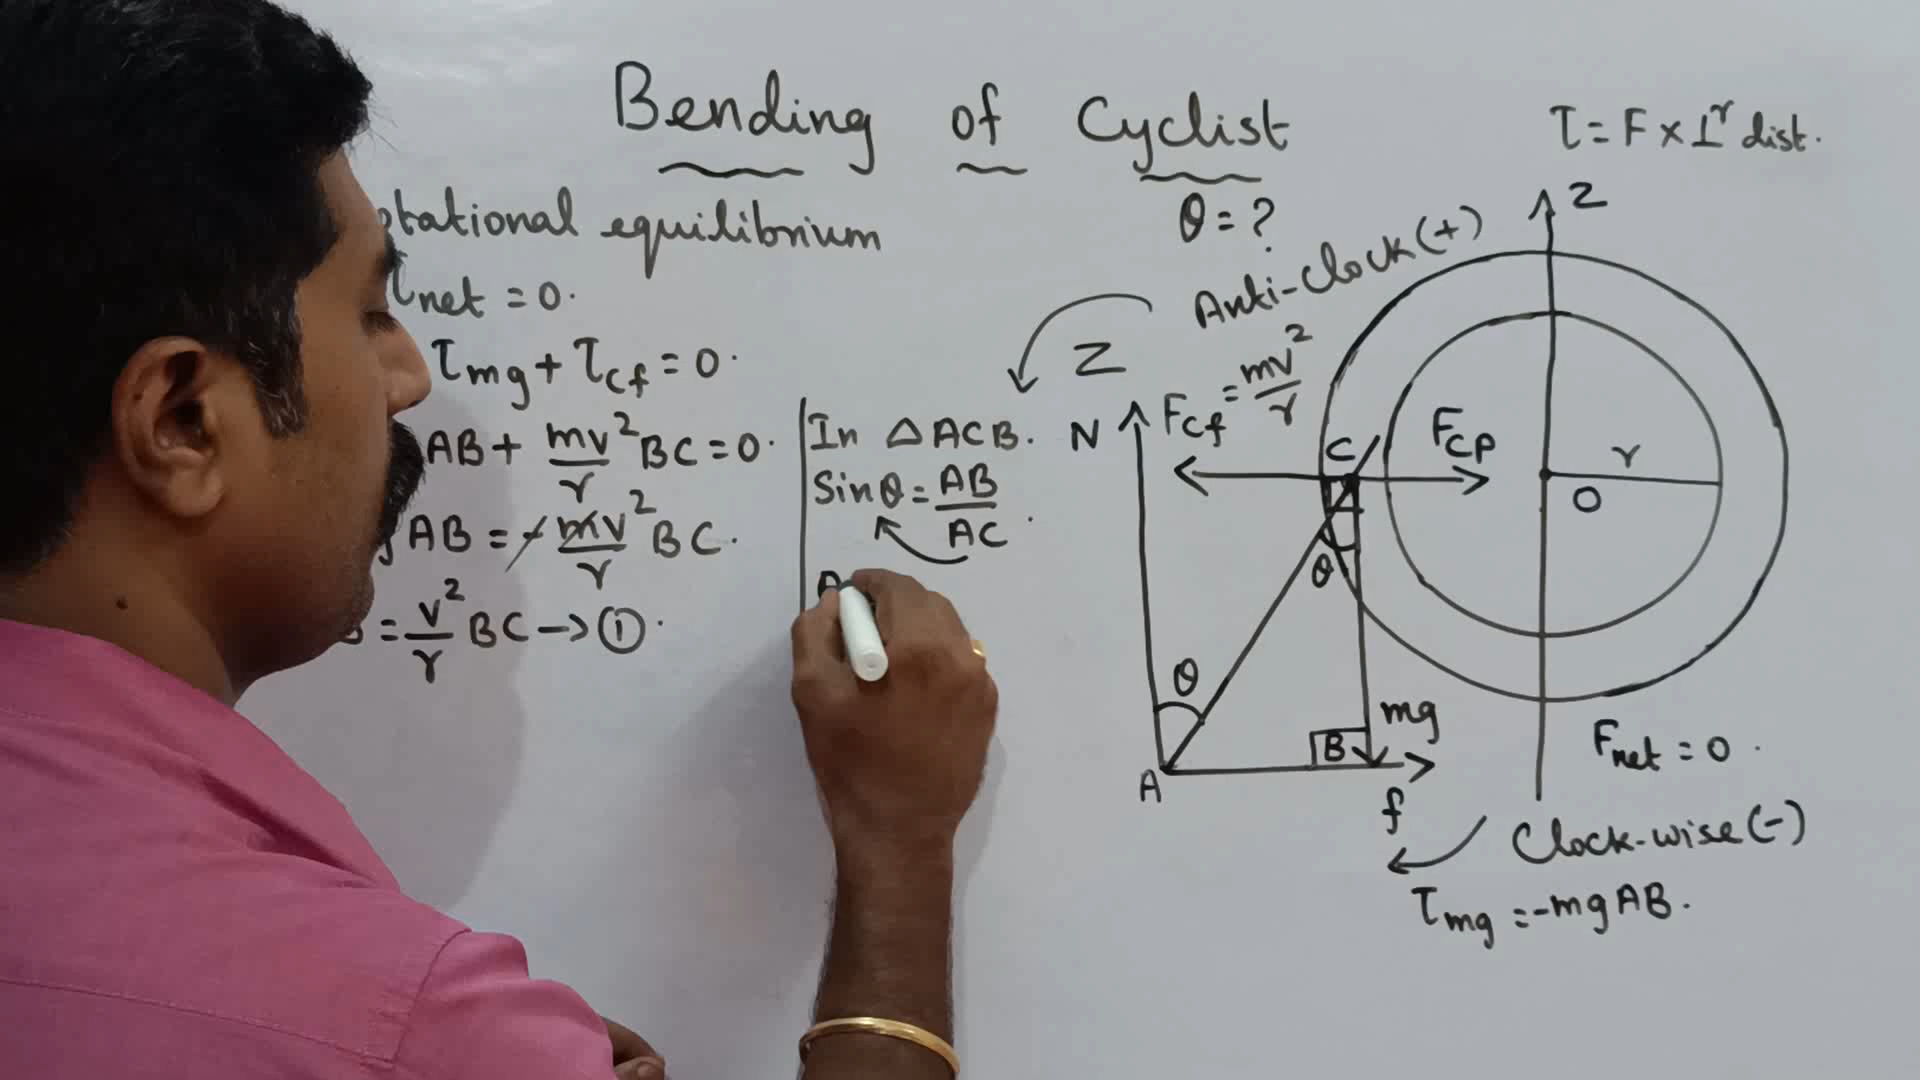 Bending of Cyclist
τ = F × ⊥ʳ dist.
otational equilibrium
θ = ?
τnet = 0.
τmg + τcf = 0.
AB + mv²/r BC = 0.
AB = - mv²/r BC.
B = v²/r BC → ①.
In △ ACB.
Sinθ = AB/AC.
Anti-clock (+)
Z
Z
N
Fcf = mv²/r
C
Fcp
r
O
θ
θ
mg
B
A
f
Fnet = 0.
Clock-wise (-)
τmg = -mg AB.